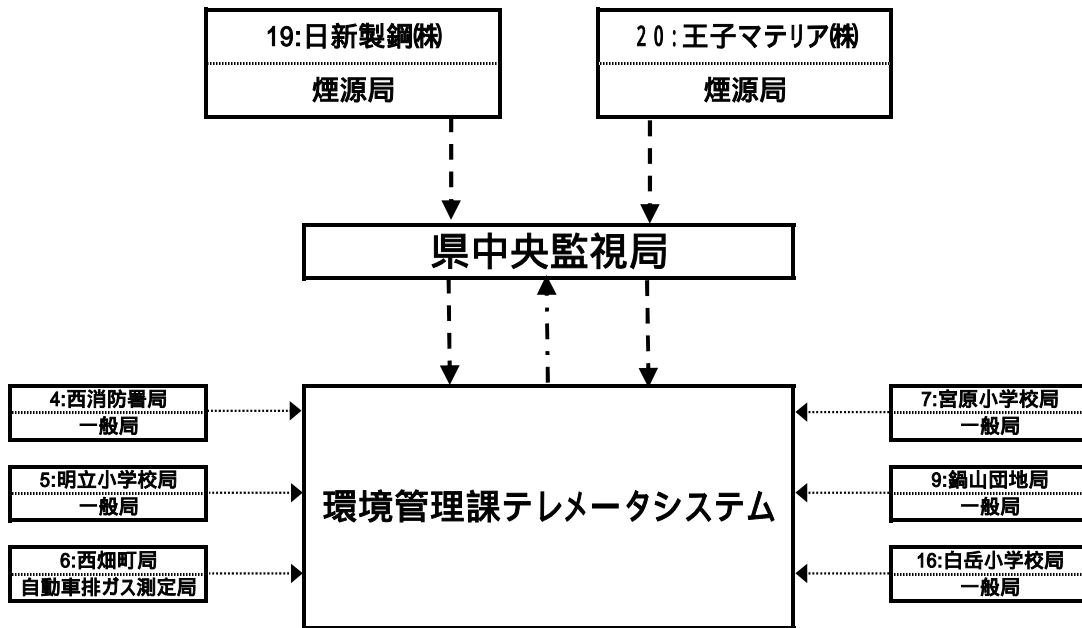 19:日新製鋼㈱
煙源局
20:王子マテリア㈱
煙源局
県中央監視局
4:西消防署局
一般局
5:明立小学校局
一般局
6:西畑町局
自動車排ガス測定局
環境管理課テレメータシステム
7:宮原小学校局
一般局
9:鍋山団地局
一般局
16:白岳小学校局
一般局